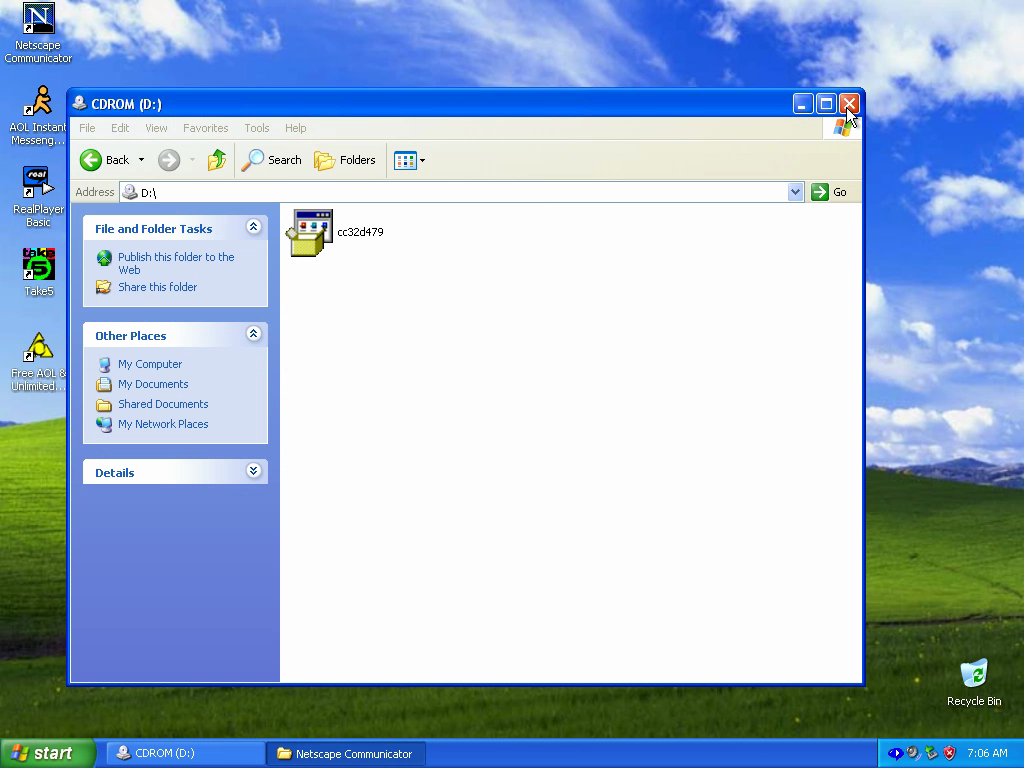 Netscape
Communicator
AOL Instant
Messeng...
real
RealPlayer
Basic
take
5
Take5
Free AOL &
Unlimited...
CDROM (D:)
File Edit View Favorites Tools Help
Back Search Folders
Address D:\ Go
File and Folder Tasks
Publish this folder to the
Web
Share this folder
Other Places
My Computer
My Documents
Shared Documents
My Network Places
Details
cc32d479
Recycle Bin
start CDROM (D:) Netscape Communicator 7:06 AM